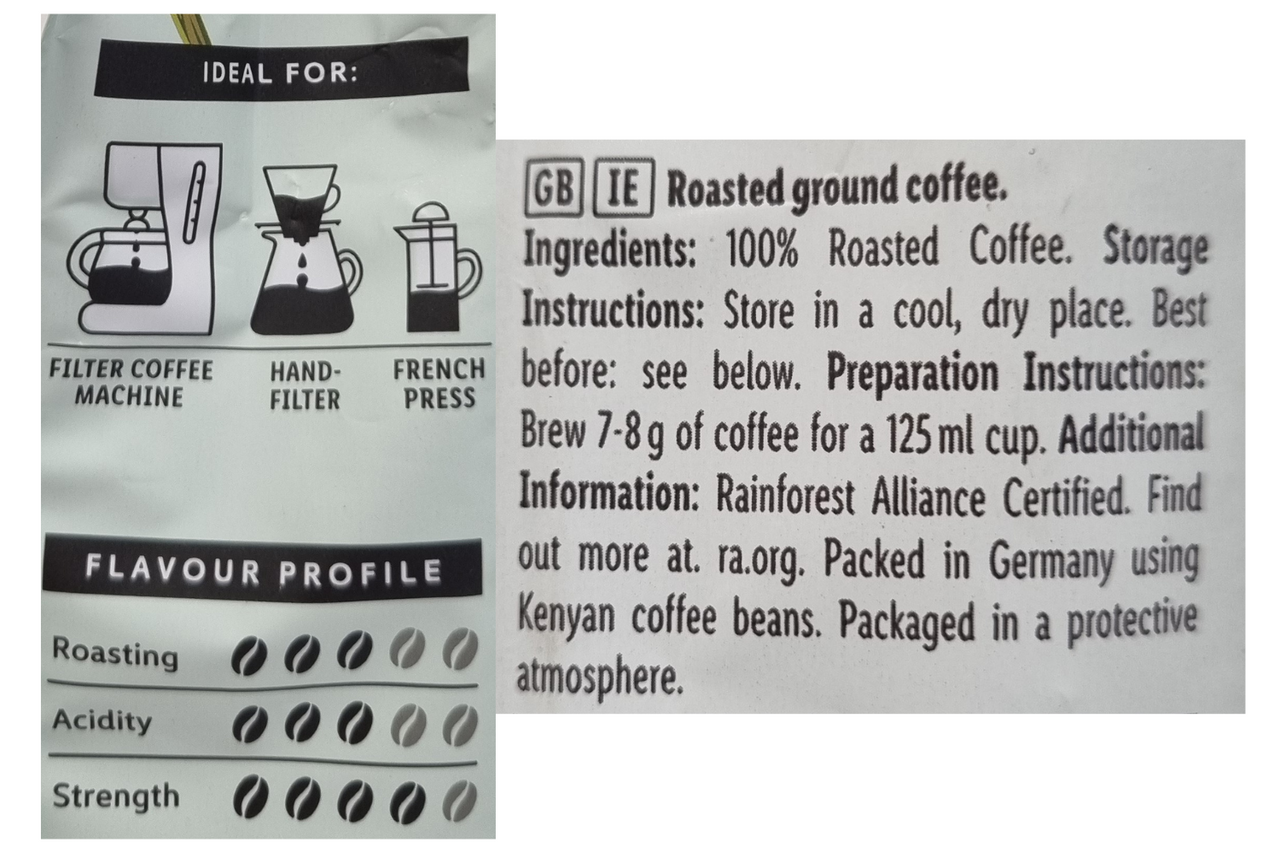 IDEAL FOR:
FILTER COFFEE
MACHINE
HAND-
FILTER
FRENCH
PRESS
FLAVOUR PROFILE
Roasting
Acidity
Strength
GB IE Roasted ground coffee.
Ingredients: 100% Roasted Coffee. Storage
Instructions: Store in a cool, dry place. Best
before: see below. Preparation Instructions:
Brew 7-8 g of coffee for a 125 ml cup. Additional
Information: Rainforest Alliance Certified. Find
out more at. ra.org. Packed in Germany using
Kenyan coffee beans. Packaged in a protective
atmosphere.